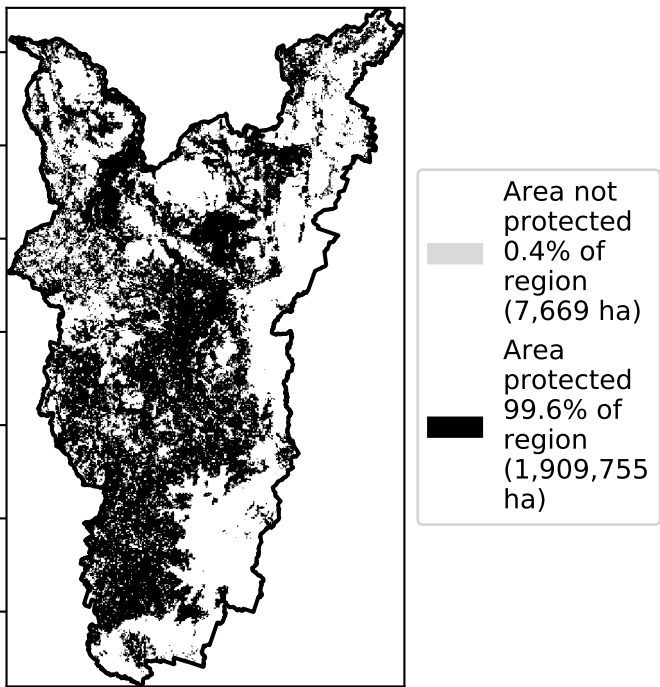 Area not
protected
0.4% of
region
(7,669 ha)
Area
protected
99.6% of
region
(1,909,755
ha)